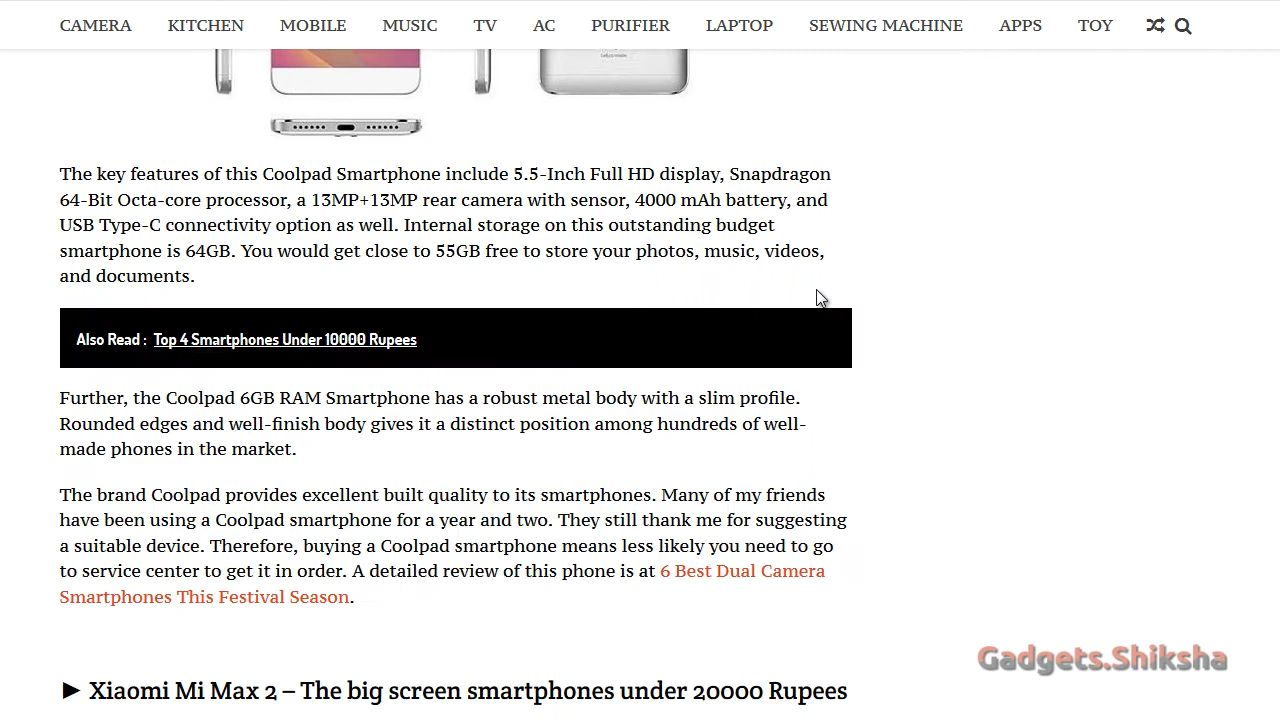 CAMERA KITCHEN MOBILE MUSIC TV AC PURIFIER LAPTOP SEWING MACHINE APPS TOY
The key features of this Coolpad Smartphone include 5.5-Inch Full HD display, Snapdragon
64-Bit Octa-core processor, a 13MP+13MP rear camera with sensor, 4000 mAh battery, and
USB Type-C connectivity option as well. Internal storage on this outstanding budget
smartphone is 64GB. You would get close to 55GB free to store your photos, music, videos,
and documents.
Also Read : Top 4 Smartphones Under 10000 Rupees
Further, the Coolpad 6GB RAM Smartphone has a robust metal body with a slim profile.
Rounded edges and well-finish body gives it a distinct position among hundreds of well-
made phones in the market.
The brand Coolpad provides excellent built quality to its smartphones. Many of my friends
have been using a Coolpad smartphone for a year and two. They still thank me for suggesting
a suitable device. Therefore, buying a Coolpad smartphone means less likely you need to go
to service center to get it in order. A detailed review of this phone is at 6 Best Dual Camera
Smartphones This Festival Season.
Gadgets.Shiksha
► Xiaomi Mi Max 2 – The big screen smartphones under 20000 Rupees